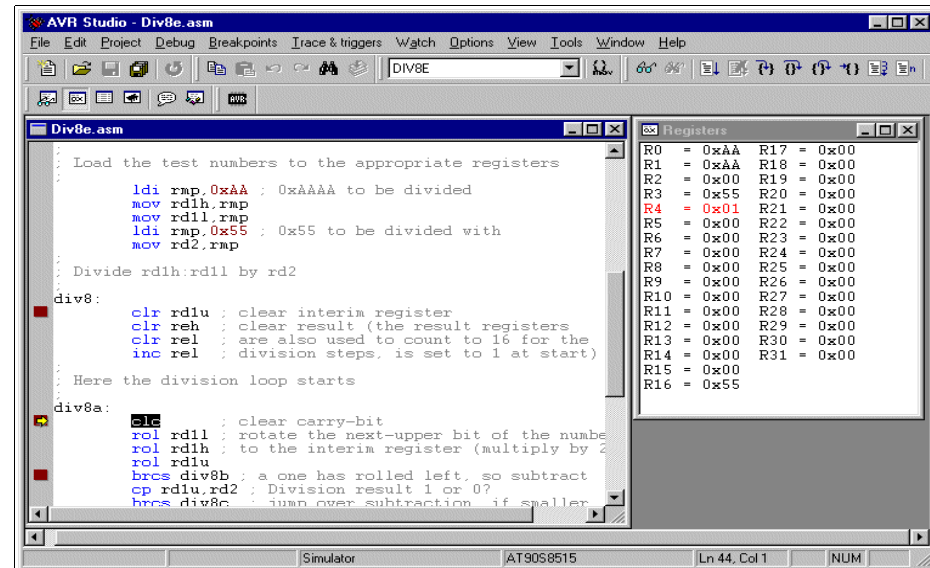 AVR Studio - Div8e.asm
File Edit Project Debug Breakpoints Trace & triggers Watch Options View Tools Window Help
DIV8E
AVR
Div8e.asm
;
; Load the test numbers to the appropriate registers
;
ldi rmp,0xAA ; 0xAAAA to be divided
mov rd1h,rmp
mov rd1l,rmp
ldi rmp,0x55 ; 0x55 to be divided with
mov rd2,rmp
;
; Divide rd1h:rd1l by rd2
;
div8:
clr rd1u ; clear interim register
clr reh ; clear result (the result registers
clr rel ; are also used to count to 16 for the
inc rel ; division steps, is set to 1 at start)
;
; Here the division loop starts
;
div8a:
clc ; clear carry-bit
rol rd1l ; rotate the next-upper bit of the numbe
rol rd1h ; to the interim register (multiply by 2
rol rd1u
brcs div8b ; a one has rolled left, so subtract
cp rd1u,rd2 ; Division result 1 or 0?
brcs div8c ; jump over subtraction, if smaller
Registers
R0 = 0xAA R17 = 0x00
R1 = 0xAA R18 = 0x00
R2 = 0x00 R19 = 0x00
R3 = 0x55 R20 = 0x00
R4 = 0x01 R21 = 0x00
R5 = 0x00 R22 = 0x00
R6 = 0x00 R23 = 0x00
R7 = 0x00 R24 = 0x00
R8 = 0x00 R25 = 0x00
R9 = 0x00 R26 = 0x00
R10 = 0x00 R27 = 0x00
R11 = 0x00 R28 = 0x00
R12 = 0x00 R29 = 0x00
R13 = 0x00 R30 = 0x00
R14 = 0x00 R31 = 0x00
R15 = 0x00
R16 = 0x55
Simulator AT90S8515 Ln 44, Col 1 NUM